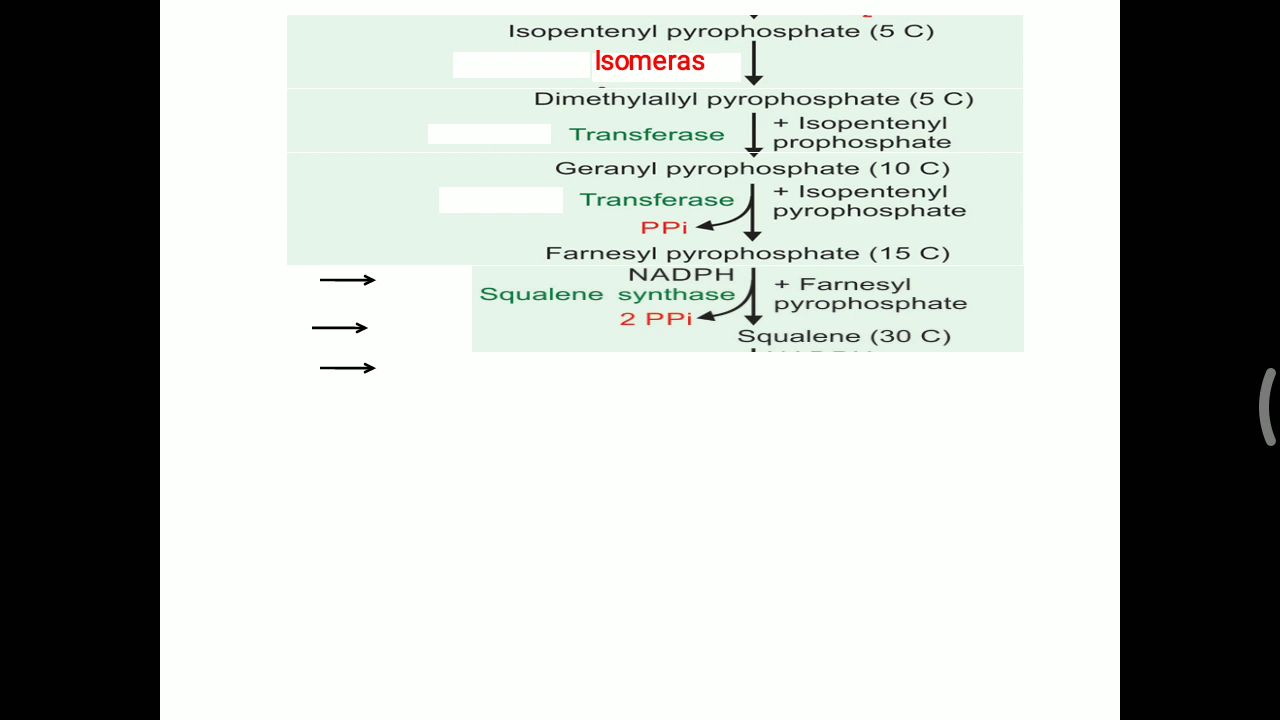 Isopentenyl pyrophosphate (5 C)
Isomeras
Dimethylallyl pyrophosphate (5 C)
Transferase
+ Isopentenyl
prophosphate
Geranyl pyrophosphate (10 C)
Transferase
+ Isopentenyl
pyrophosphate
PPi
Farnesyl pyrophosphate (15 C)
NADPH
Squalene synthase
+ Farnesyl
pyrophosphate
2 PPi
Squalene (30 C)